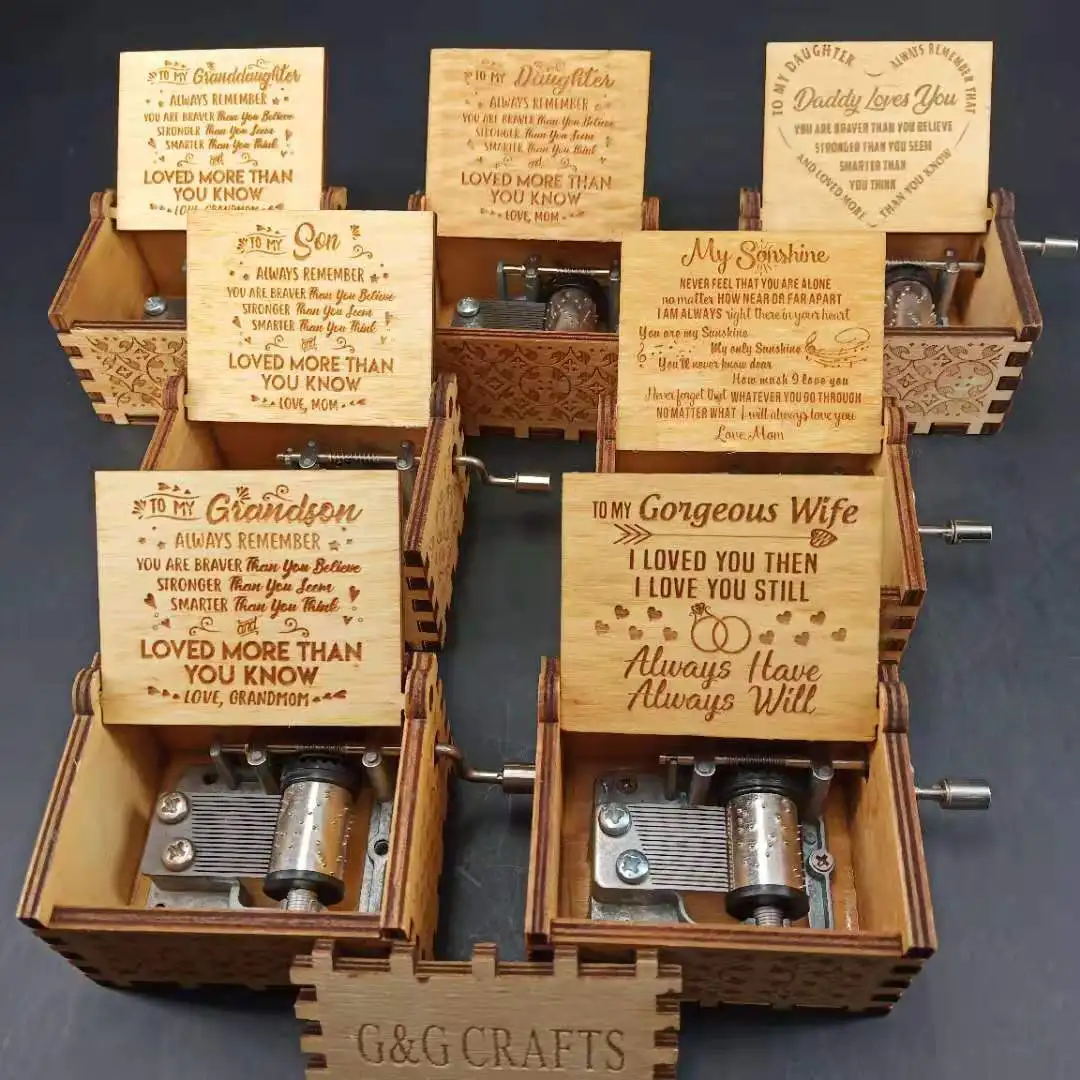 TO MY Granddaughter
ALWAYS REMEMBER
YOU ARE BRAVER Than You Believe
STRONGER Than You Seem
SMARTER Than You Think
and
LOVED MORE THAN
YOU KNOW
LOVE, GRANDMOM
TO MY Daughter
ALWAYS REMEMBER
YOU ARE BRAVER Than You Believe
STRONGER Than You Seem
SMARTER Than You Think
and
LOVED MORE THAN
YOU KNOW
LOVE, MOM
TO MY DAUGHTER
ALWAYS REMEMBER THAT
Daddy Loves You
YOU ARE BRAVER THAN YOU BELIEVE
STRONGER THAN YOU SEEM
SMARTER THAN
YOU THINK
AND LOVED MORE
THAN YOU KNOW
TO MY Son
ALWAYS REMEMBER
YOU ARE BRAVER Than You Believe
STRONGER Than You Seem
SMARTER Than You Think
and
LOVED MORE THAN
YOU KNOW
LOVE, MOM
My Sonshine
NEVER FEEL THAT YOU ARE ALONE
no matter HOW NEAR OR FAR APART
I AM ALWAYS right there in your heart
You are my Sunshine
My only Sunshine
You'll never know dear
How much I love you
Never forget that WHATEVER YOU GO THROUGH
NO MATTER WHAT I will always love you
Love Mom
TO MY Grandson
ALWAYS REMEMBER
YOU ARE BRAVER Than You Believe
STRONGER Than You Seem
SMARTER Than You Think
and
LOVED MORE THAN
YOU KNOW
LOVE, GRANDMOM
TO MY Gorgeous Wife
I LOVED YOU THEN
I LOVE YOU STILL
Always Have
Always Will
G&G CRAFTS